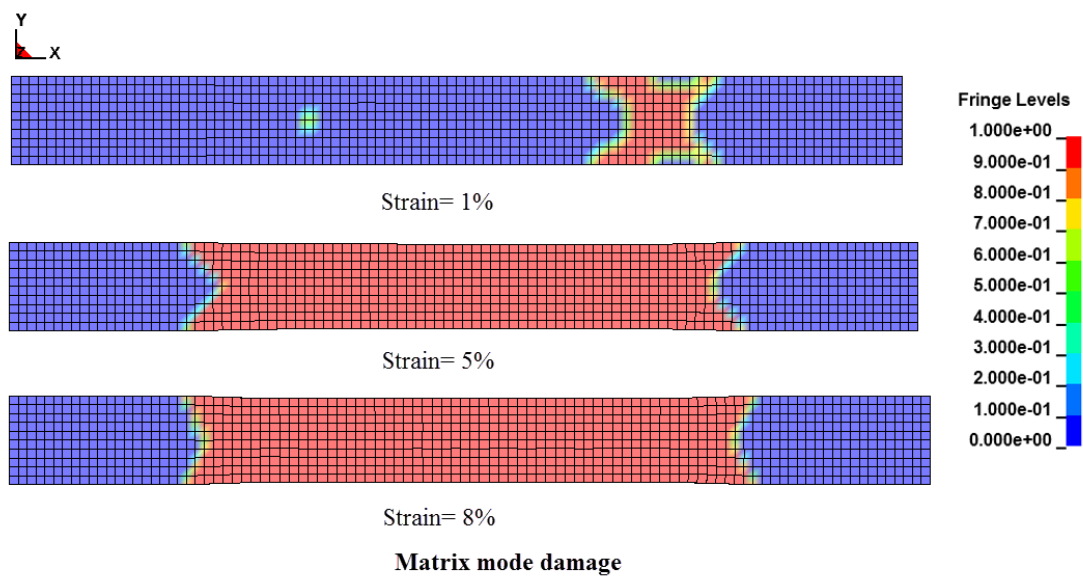 Y
Z X
Fringe Levels
1.000e+00
9.000e-01
8.000e-01
7.000e-01
6.000e-01
5.000e-01
4.000e-01
3.000e-01
2.000e-01
1.000e-01
0.000e+00
Strain= 1%
Strain= 5%
Strain= 8%
Matrix mode damage